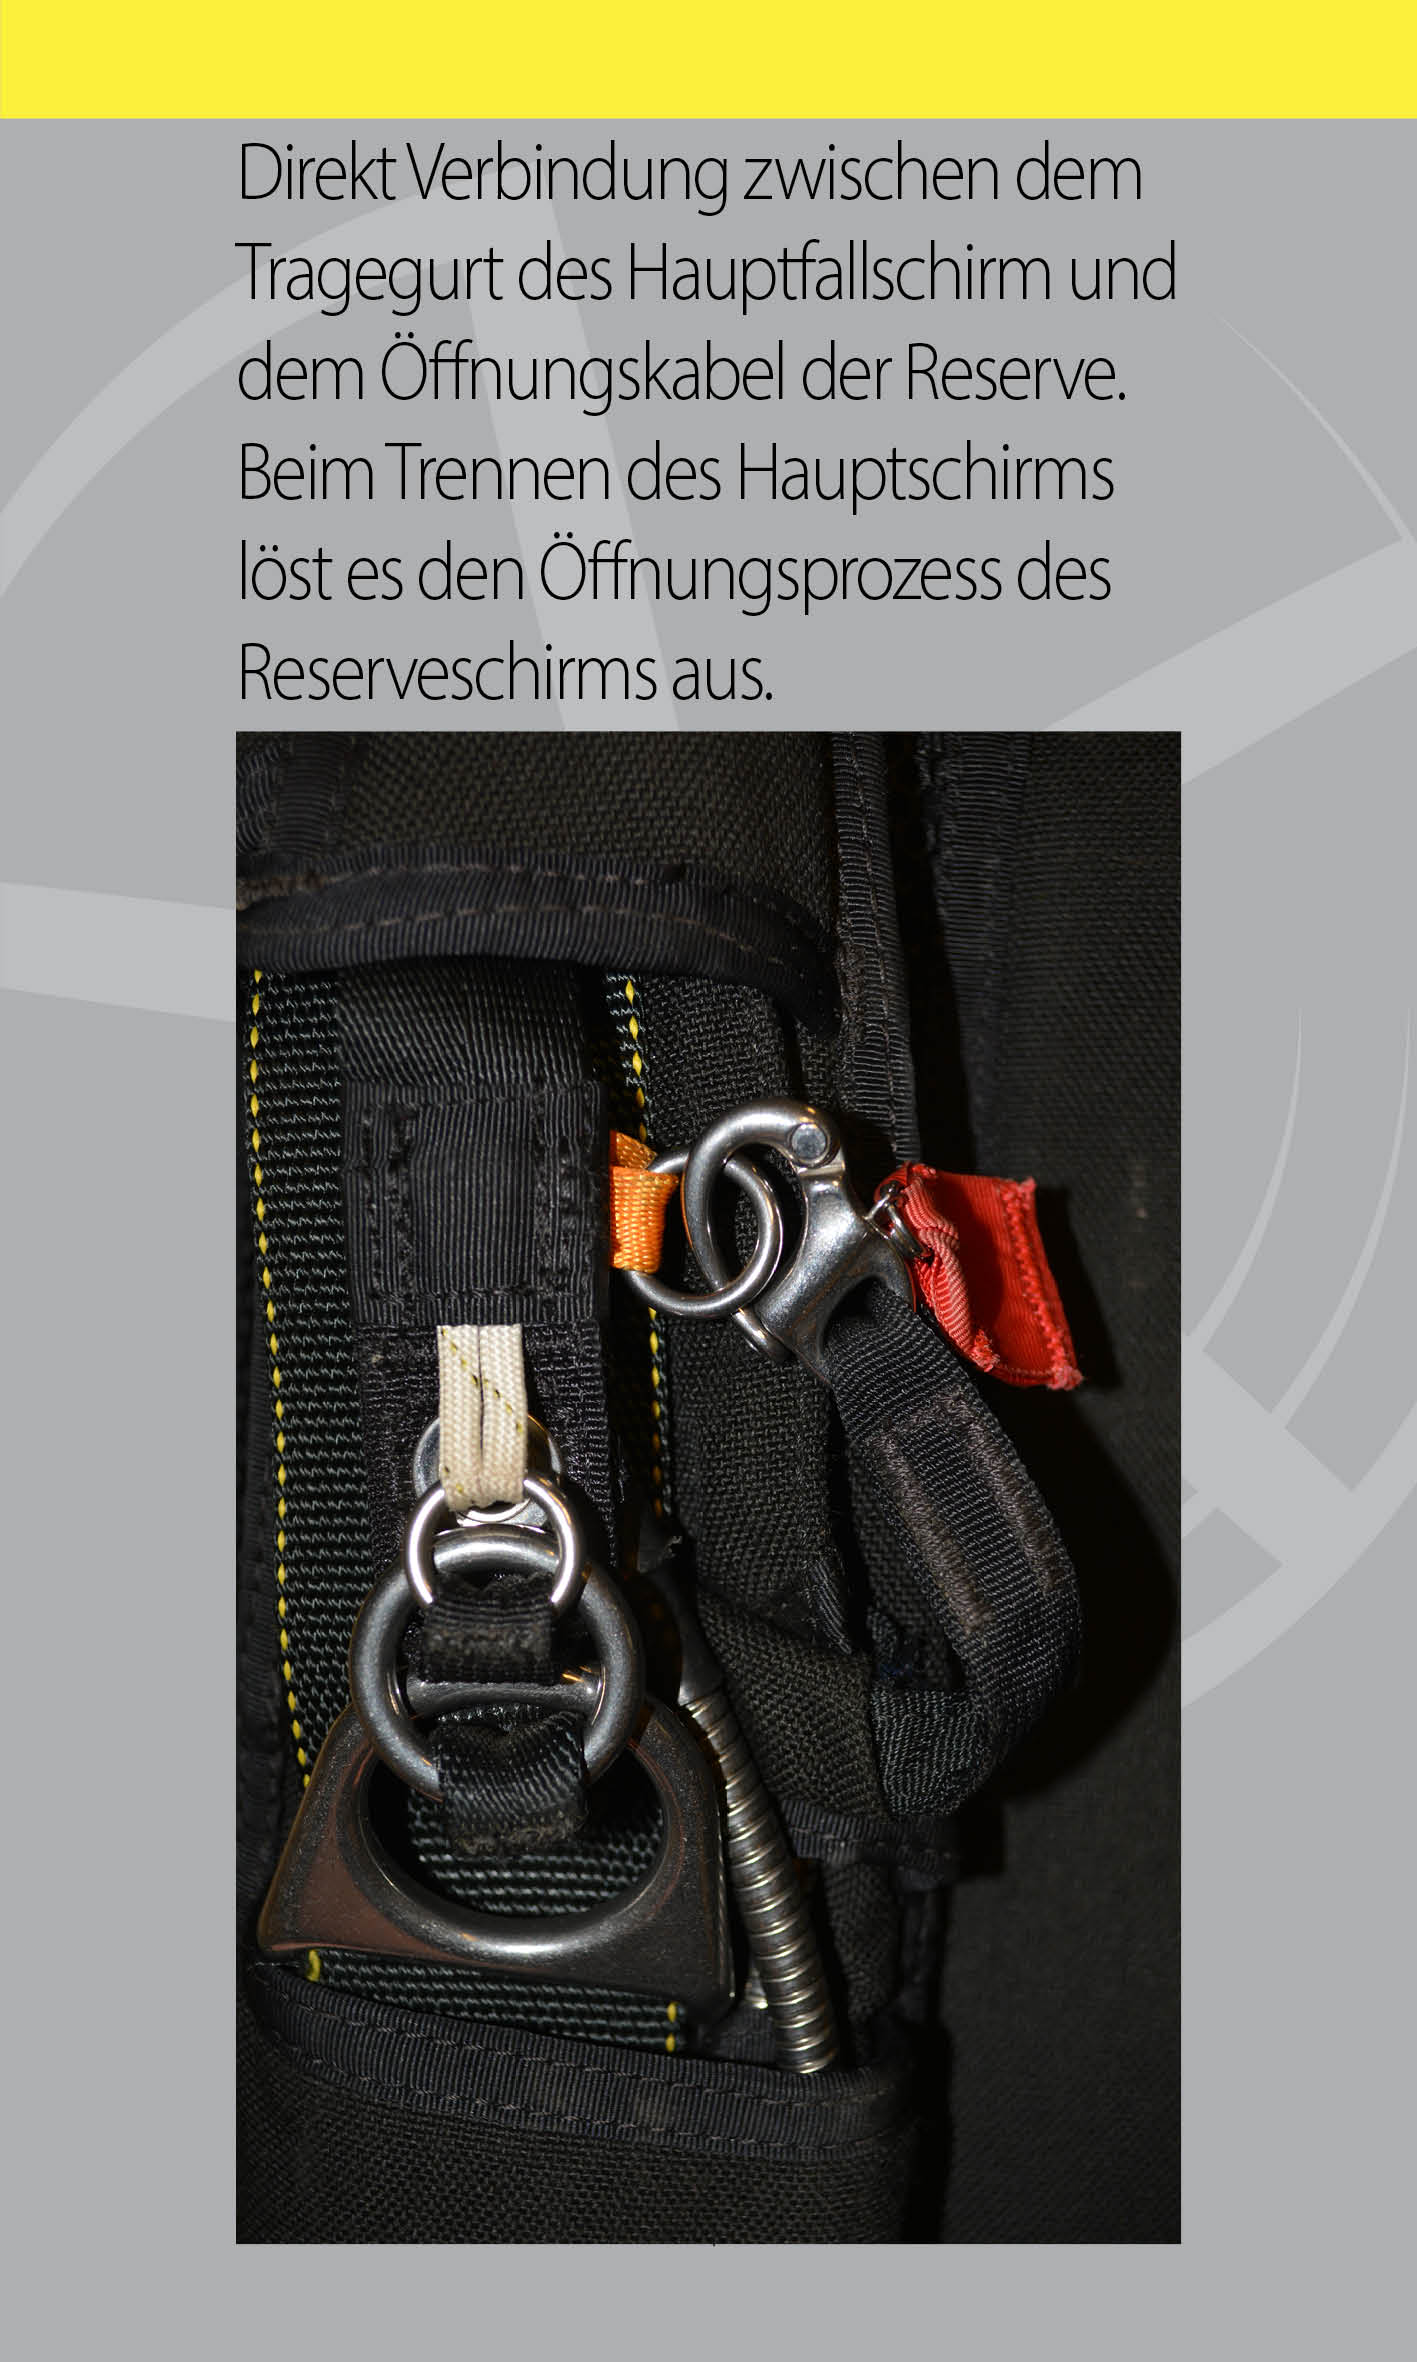 Direkt Verbindung zwischen dem
Tragegurt des Hauptfallschirm und
dem Öffnungskabel der Reserve.
Beim Trennen des Hauptschirms
löst es den Öffnungsprozess des
Reserveschirms aus.